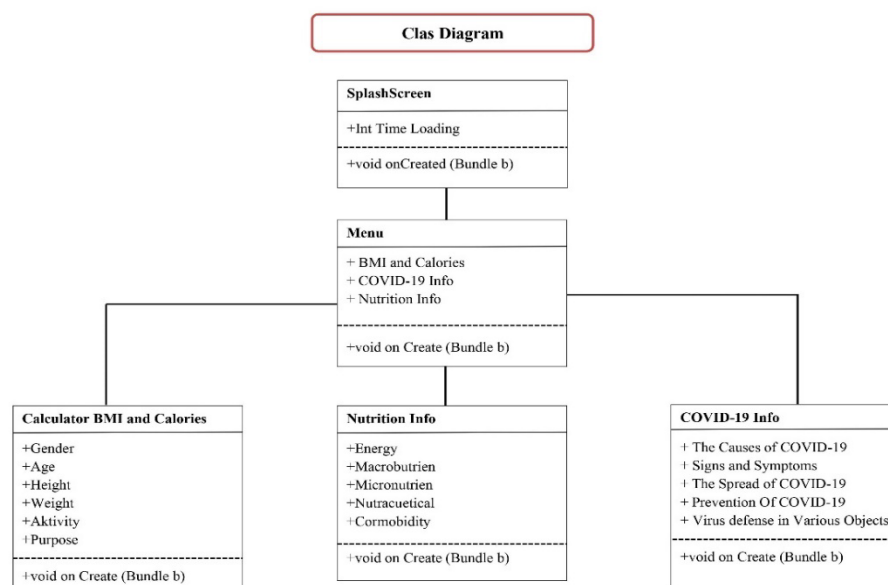 Clas Diagram
SplashScreen
+Int Time Loading
+void onCreated (Bundle b)
Menu
+ BMI and Calories
+ COVID-19 Info
+ Nutrition Info
+void on Create (Bundle b)
Calculator BMI and Calories
+Gender
+Age
+Height
+Weight
+Aktivity
+Purpose
+void on Create (Bundle b)
Nutrition Info
+Energy
+Macrobutrien
+Micronutrien
+Nutracuetical
+Cormobidity
+void on Create (Bundle b)
COVID-19 Info
+ The Causes of COVID-19
+ Signs and Symptoms
+ The Spread of COVID-19
+ Prevention Of COVID-19
+ Virus defense in Various Objects
+void on Create (Bundle b)